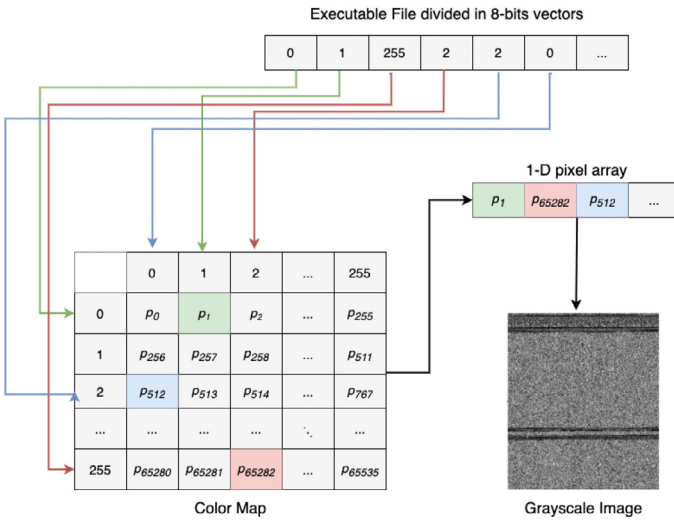 Executable File divided in 8-bits vectors
0 1 255 2 2 0 ...
1-D pixel array
p1 p65282 p512 ...
0 1 2 ... 255
0 p0 p1 p2 ... p255
1 p256 p257 p258 ... p511
2 p512 p513 p514 ... p767
... ... ... ⋱ ...
255 p65280 p65281 p65282 ... p65535
Color Map
Grayscale Image